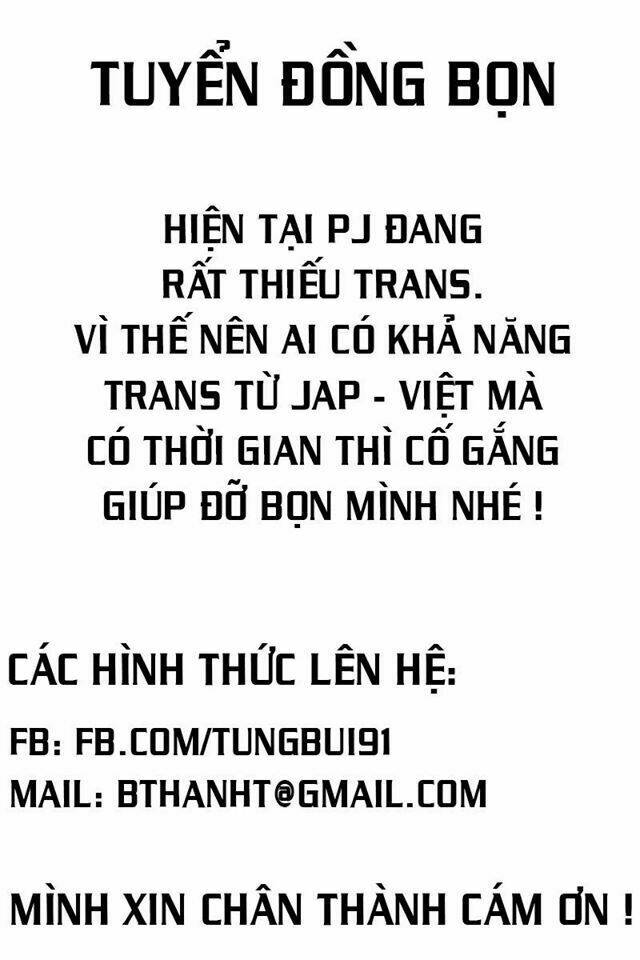 TUYỂN ĐỒNG BỌN
HIỆN TẠI PJ ĐANG
RẤT THIẾU TRANS.
VÌ THẾ NÊN AI CÓ KHẢ NĂNG
TRANS TỪ JAP - VIỆT MÀ
CÓ THỜI GIAN THÌ CỐ GẮNG
GIÚP ĐỠ BỌN MÌNH NHÉ !
CÁC HÌNH THỨC LÊN HỆ:
FB: FB.COM/TUNGBUI91
MAIL: BTHANHT@GMAIL.COM
MÌNH XIN CHÂN THÀNH CÁM ƠN !